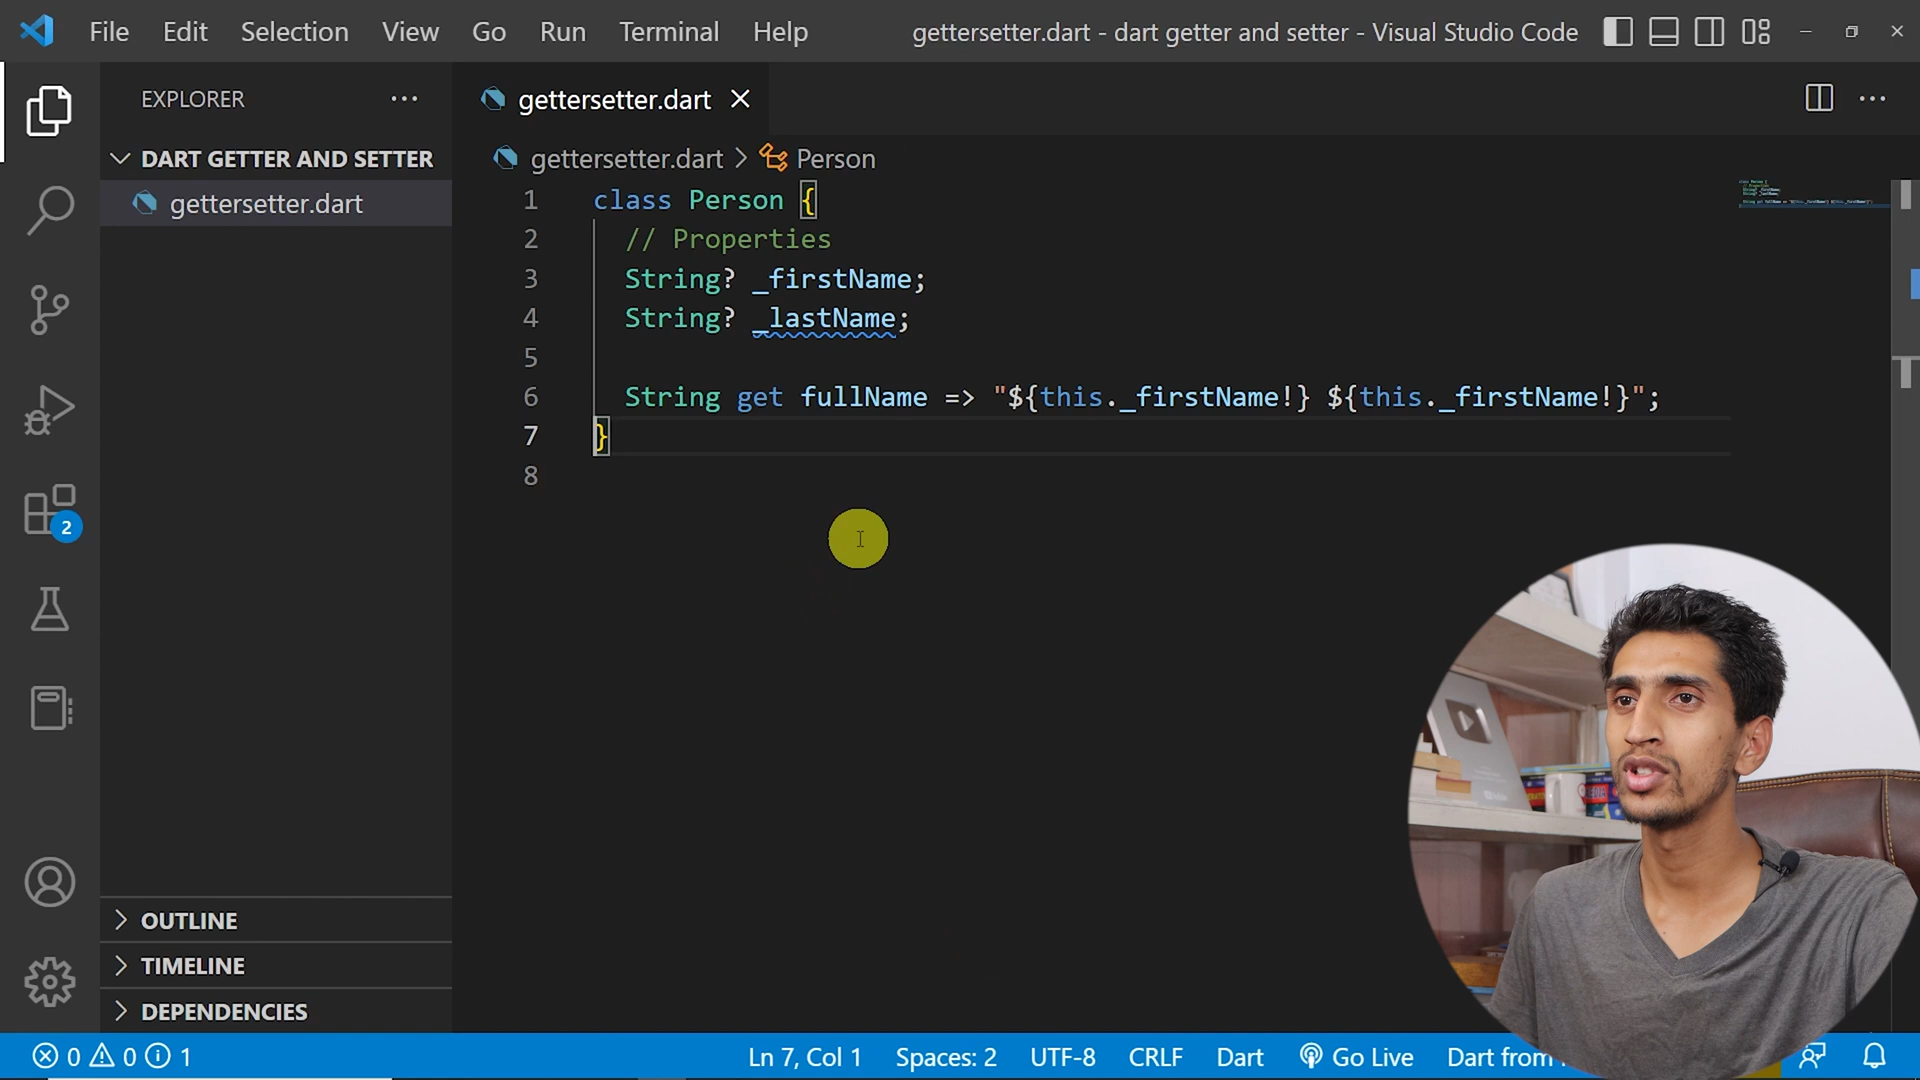 File Edit Selection View Go Run Terminal Help gettersetter.dart - dart getter and setter - Visual Studio Code
EXPLORER
gettersetter.dart
DART GETTER AND SETTER
gettersetter.dart
gettersetter.dart > Person
1 class Person {
2 // Properties
3 String? _firstName;
4 String? _lastName;
5
6 String get fullName => "${this._firstName!} ${this._firstName!}";
7 }
8
2
OUTLINE
TIMELINE
DEPENDENCIES
0 0 1 Ln 7, Col 1 Spaces: 2 UTF-8 CRLF Dart Go Live Dart from